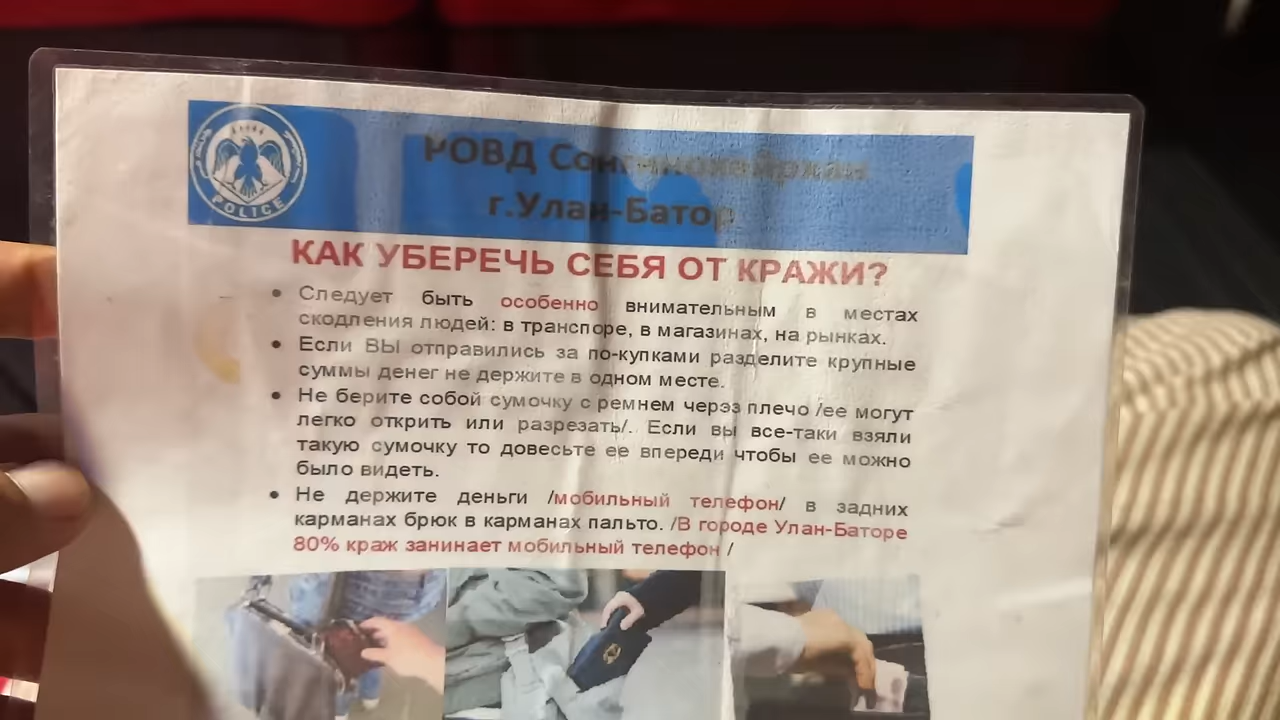 POLICE
РОВД Сонгинохайрхан
г.Улан-Батор
КАК УБЕРЕЧЬ СЕБЯ ОТ КРАЖИ?
• Следует быть особенно внимательным в местах
скодления людей: в транспоре, в магазинах, на рынках.
• Если ВЫ отправились за по-купками разделите крупные
суммы денег не держите в одном месте.
• Не берите собой сумочку с ремнем черэз плечо /ее могут
легко открить или разрезать/. Если вы все-таки взяли
такую сумочку то довесьте ее впереди чтобы ее можно
было видеть.
• Не держите деньги /мобильный телефон/ в задних
карманах брюк в карманах пальто. /В городе Улан-Баторе
80% краж занинает мобильный телефон /